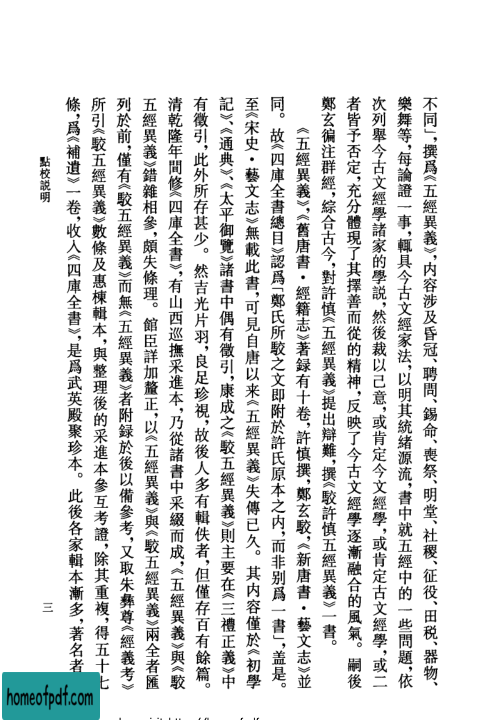 不同」，撰爲《五經異義》，内容涉及昏冠、聘問、錫命、喪祭、明堂、社稷、征役、田税、器物、
樂舞等，每論證一事，輒具今古文經家法，以明其統緒源流，書中就五經中的一些問題，依
次列舉今古文經學諸家的學説，然後裁以己意，或肯定今文經學，或肯定古文經學，或二
者皆予否定，充分體現了其擇善而從的精神，反映了今古文經學逐漸融合的風氣。嗣後
鄭玄徧注群經，綜合古今，對許慎《五經異義》提出辯難，撰《駮許慎五經異義》一書。
《五經異義》，《舊唐書·經籍志》著録有十卷，許慎撰，鄭玄駮，《新唐書·藝文志》並
同。故《四庫全書總目》認爲「鄭氏所駮之文即附於許氏原本之内，而非别爲一書」，蓋是。
至《宋史·藝文志》無載此書，可見自唐以來《五經異義》失傳已久。其内容僅於《初學
記》、《通典》、《太平御覽》諸書中偶有徵引，康成之《駮五經異義》則主要在《三禮正義》中
有徵引，此外所存甚少。然吉光片羽，良足珍視，故後人多有輯佚者，但僅存百有餘篇。
清乾隆年間修《四庫全書》，有山西巡撫采進本，乃從諸書中采綴而成，《五經異義》與《駮
五經異義》錯雜相參，頗失條理。館臣詳加釐正，以《五經異義》與《駮五經異義》兩全者匯
列於前，僅有《駮五經異義》而無《五經異義》者附録於後以備參考，又取朱彝尊《經義考》
所引《駮五經異義》數條及惠棟輯本，與整理後的采進本參互考證，除其重複，得五十七
條，爲《補遺》一卷，收入《四庫全書》，是爲武英殿聚珍本。此後各家輯本漸多，著名者
點校説明
三
homeofpdf.com